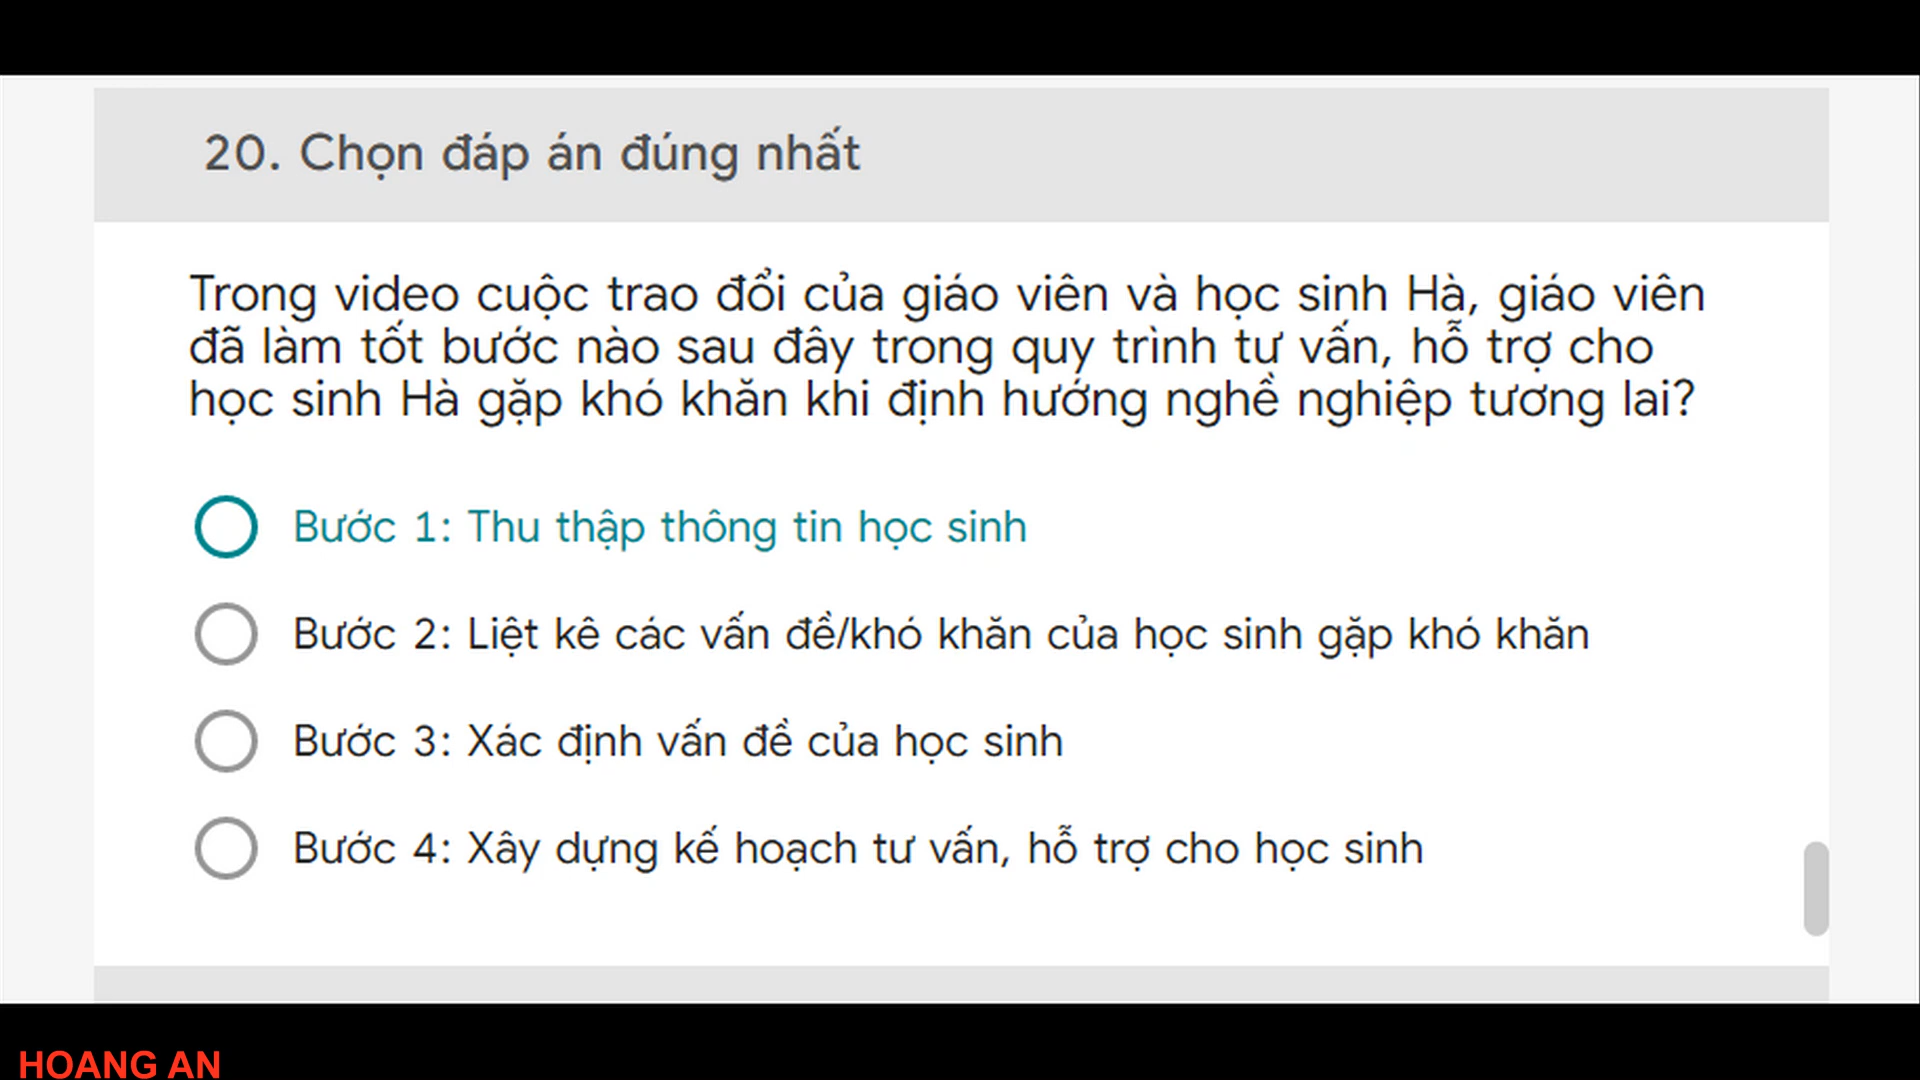 20. Chọn đáp án đúng nhất
Trong video cuộc trao đổi của giáo viên và học sinh Hà, giáo viên
đã làm tốt bước nào sau đây trong quy trình tư vấn, hỗ trợ cho
học sinh Hà gặp khó khăn khi định hướng nghề nghiệp tương lai?
Bước 1: Thu thập thông tin học sinh
Bước 2: Liệt kê các vấn đề/khó khăn của học sinh gặp khó khăn
Bước 3: Xác định vấn đề của học sinh
Bước 4: Xây dựng kế hoạch tư vấn, hỗ trợ cho học sinh
HOANG AN